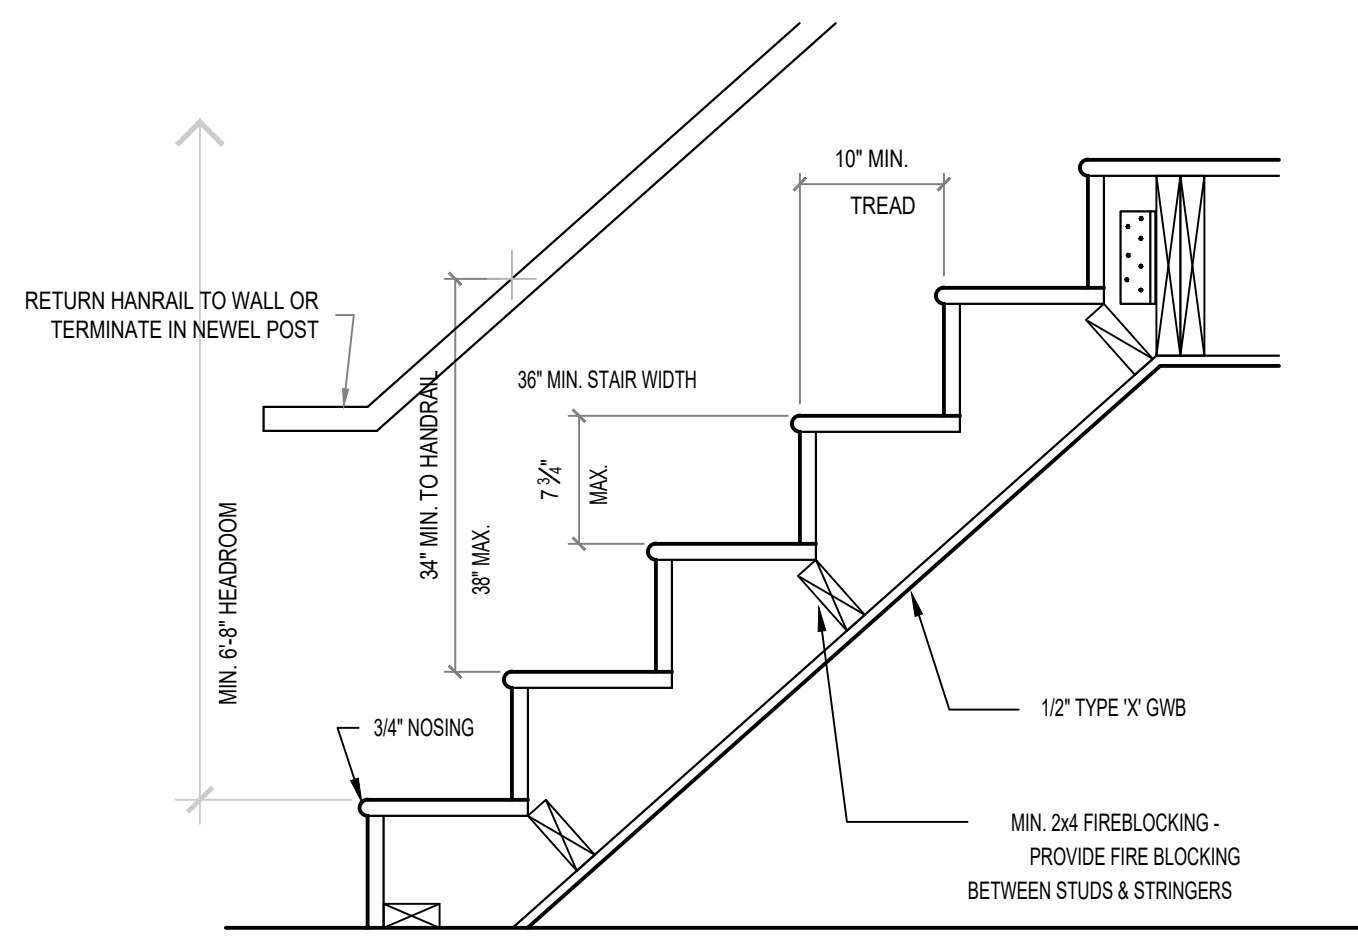 10" MIN.
TREAD
RETURN HANRAIL TO WALL OR
TERMINATE IN NEWEL POST
36" MIN. STAIR WIDTH
34" MIN. TO HANDRAIL
38" MAX.
7 3/4"
MAX.
MIN. 6'-8" HEADROOM
3/4" NOSING
1/2" TYPE 'X' GWB
MIN. 2x4 FIREBLOCKING -
PROVIDE FIRE BLOCKING
BETWEEN STUDS & STRINGERS